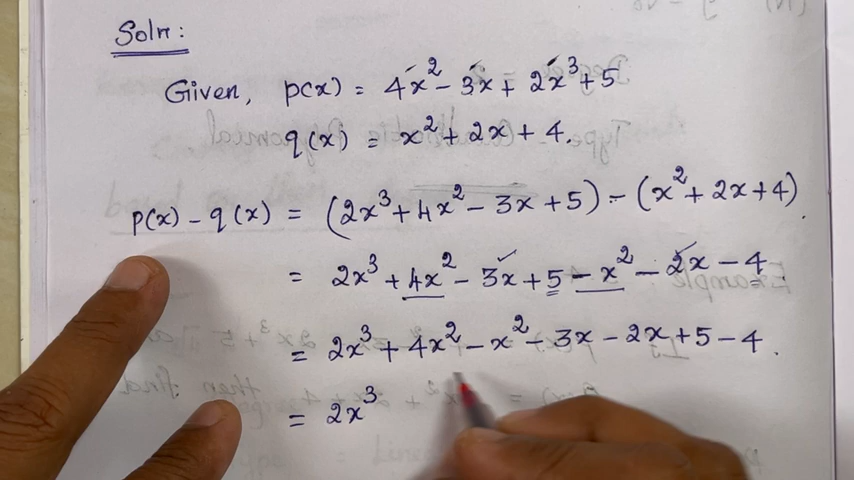 Soln:
Given, p(x) = 4x² - 3x + 2x³ + 5
q(x) = x² + 2x + 4.
p(x) - q(x) = (2x³ + 4x² - 3x + 5) - (x² + 2x + 4)
= 2x³ + 4x² - 3x + 5 - x² - 2x - 4
= 2x³ + 4x² - x² - 3x - 2x + 5 - 4
= 2x³